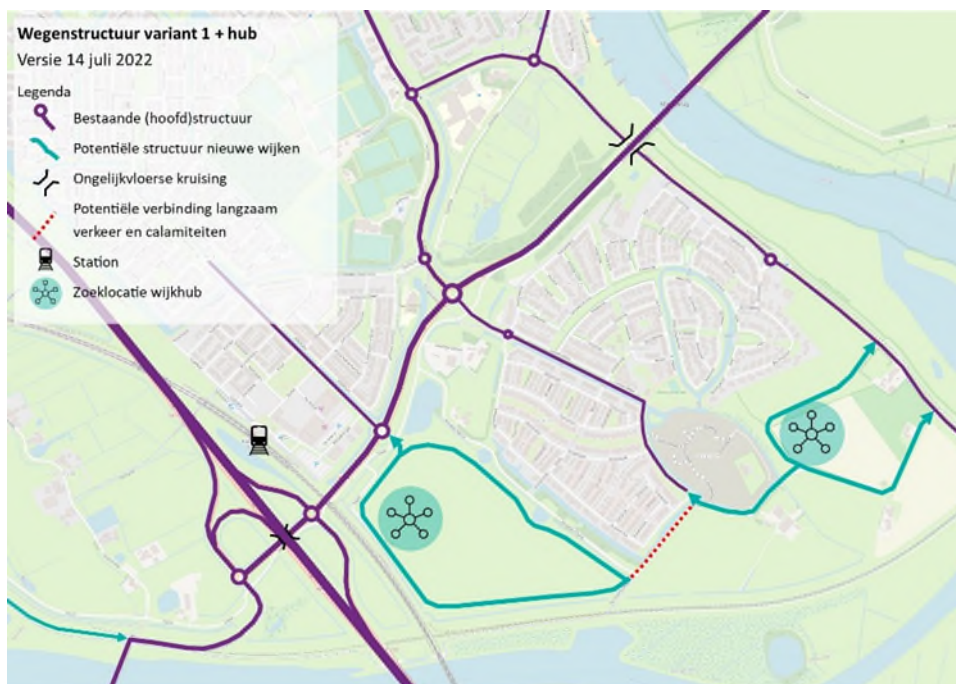 Wegenstructuur variant 1 + hub
Versie 14 juli 2022
Legenda
Bestaande (hoofd)structuur
Potentiële structuur nieuwe wijken
Ongelijkvloerse kruising
Potentiële verbinding langzaam
verkeer en calamiteiten
Station
Zoeklocatie wijkhub